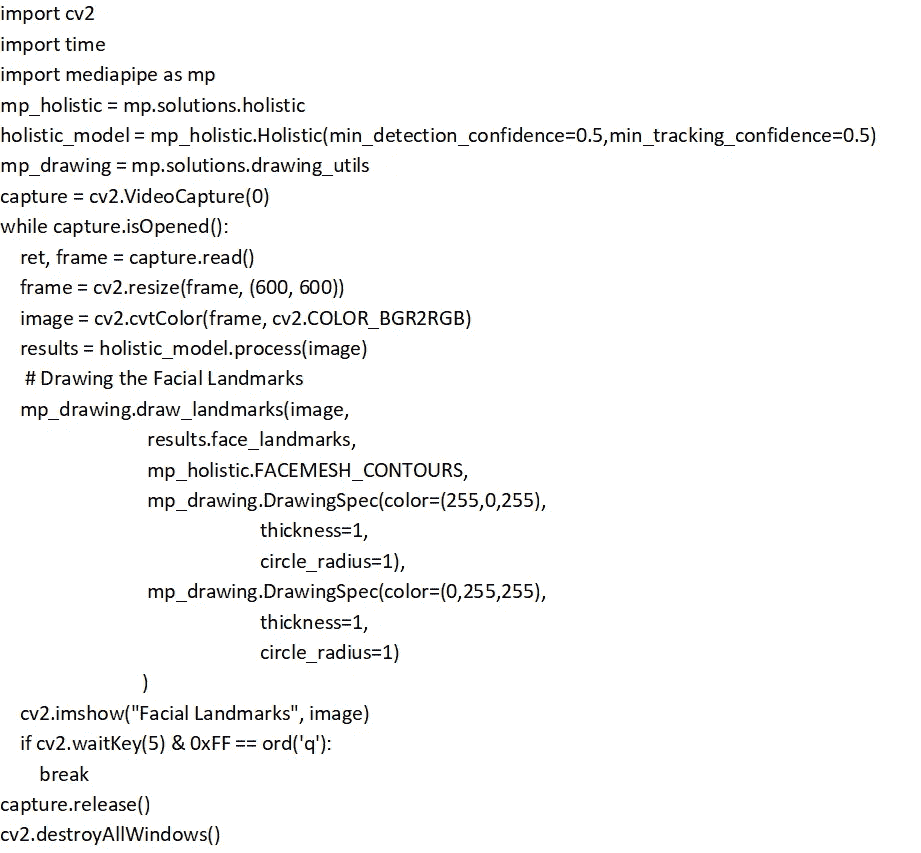 import cv2
import time
import mediapipe as mp
mp_holistic = mp.solutions.holistic
holistic_model = mp_holistic.Holistic(min_detection_confidence=0.5,min_tracking_confidence=0.5)
mp_drawing = mp.solutions.drawing_utils
capture = cv2.VideoCapture(0)
while capture.isOpened():
    ret, frame = capture.read()
    frame = cv2.resize(frame, (600, 600))
    image = cv2.cvtColor(frame, cv2.COLOR_BGR2RGB)
    results = holistic_model.process(image)
     # Drawing the Facial Landmarks
    mp_drawing.draw_landmarks(image,
                              results.face_landmarks,
                              mp_holistic.FACEMESH_CONTOURS,
                              mp_drawing.DrawingSpec(color=(255,0,255),
                                                     thickness=1,
                                                     circle_radius=1),
                              mp_drawing.DrawingSpec(color=(0,255,255),
                                                     thickness=1,
                                                     circle_radius=1)
                             )
    cv2.imshow("Facial Landmarks", image)
    if cv2.waitKey(5) & 0xFF == ord('q'):
        break
capture.release()
cv2.destroyAllWindows()